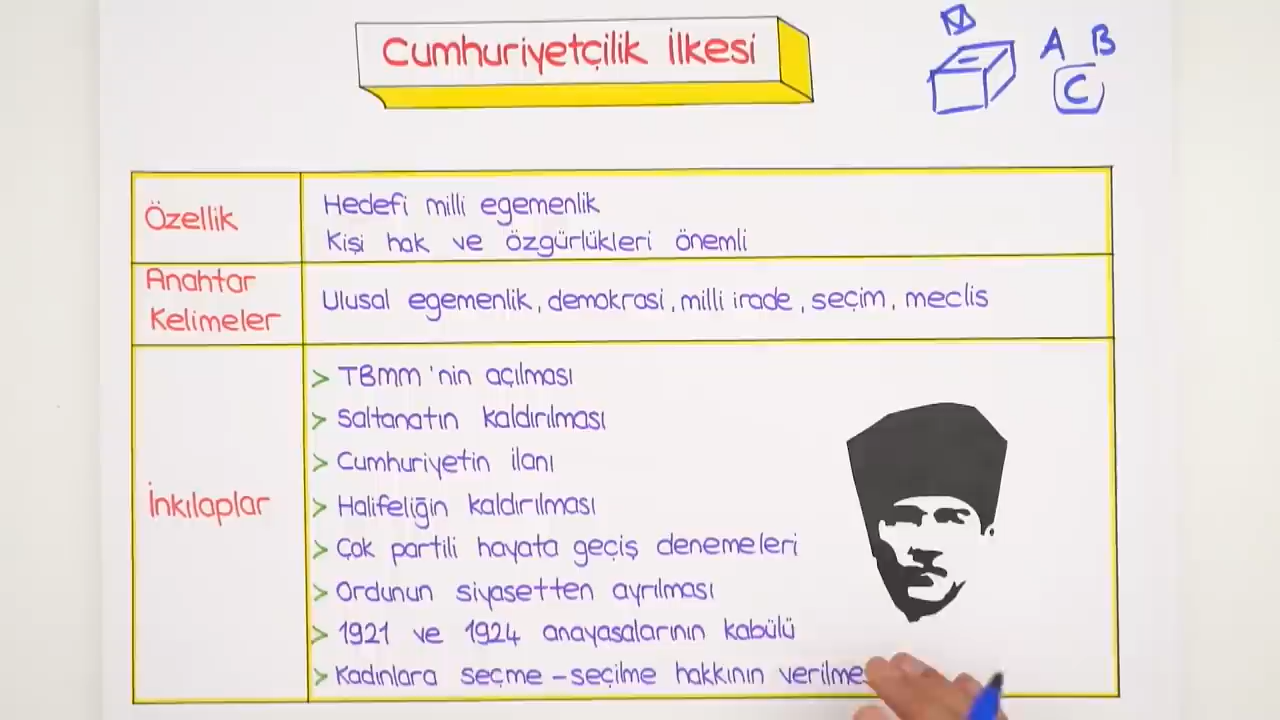 Cumhuriyetçilik İlkesi
A B
C
Özellik
Hedefi milli egemenlik
Kişi hak ve özgürlükleri önemli
Anahtar
Kelimeler
Ulusal egemenlik, demokrasi, milli irade, seçim, meclis
İnkılaplar
> TBMM'nin açılması
> Saltanatın kaldırılması
> Cumhuriyetin ilanı
> Halifeliğin kaldırılması
> Çok partili hayata geçiş denemeleri
> Ordunun siyasetten ayrılması
> 1921 ve 1924 anayasalarının kabülü
> Kadınlara seçme - seçilme hakkının